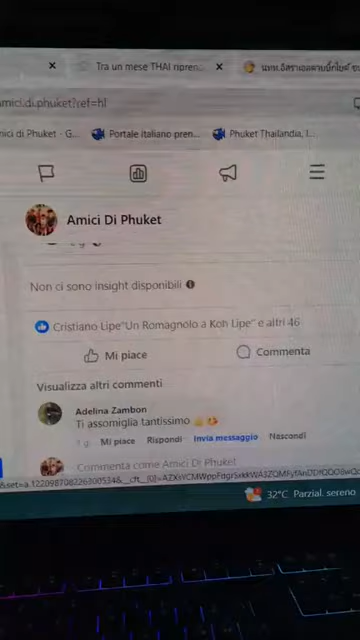 Tra un mese THAI ripren
amici.di.phuket?ref=hl
mici di Phuket - G...
Portale italiano pren...
Phuket Thailandia, I...
Amici Di Phuket
Non ci sono insight disponibili
Cristiano Lipe"Un Romagnolo a Koh Lipe" e altri 46
Mi piace
Commenta
Visualizza altri commenti
Adelina Zambon
Ti assomiglia tantissimo
1 g Mi piace Rispondi Invia messaggio Nascondi
Commenta come Amici Di Phuket
32°C Parzial. sereno